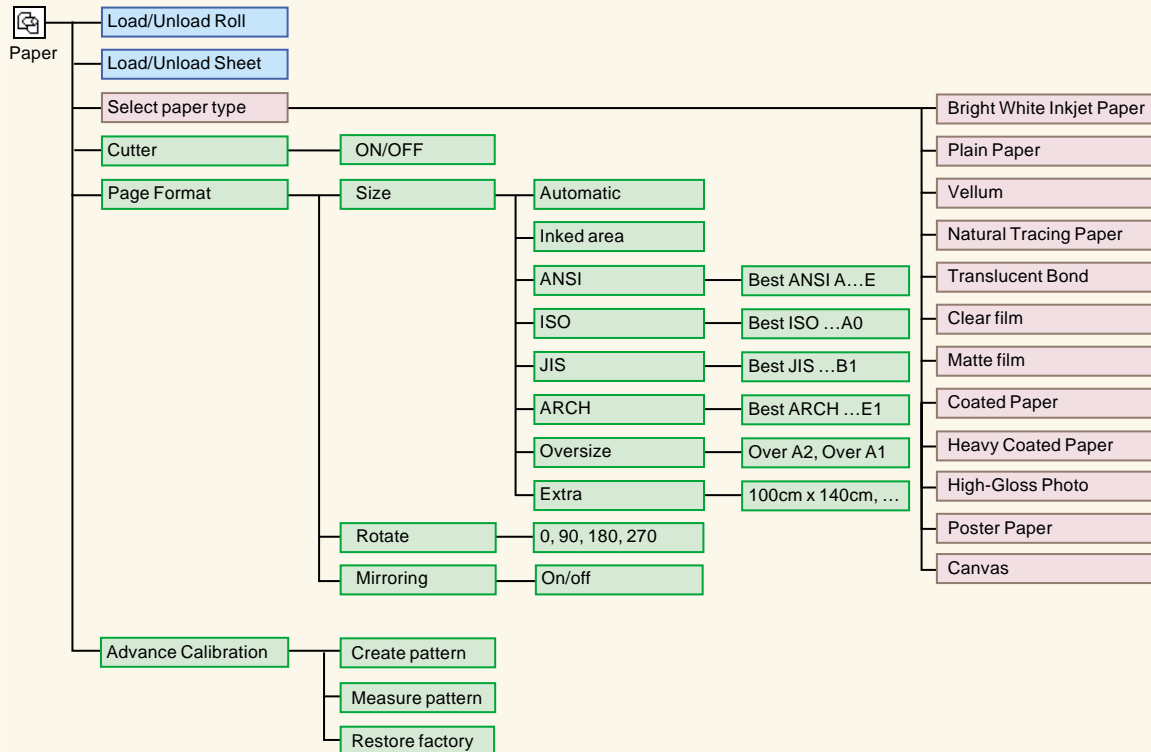 Paper
Load/Unload Roll
Load/Unload Sheet
Select paper type
Bright White Inkjet Paper
Plain Paper
Vellum
Natural Tracing Paper
Translucent Bond
Clear film
Matte film
Coated Paper
Heavy Coated Paper
High-Gloss Photo
Poster Paper
Canvas
Cutter
ON/OFF
Page Format
Size
Automatic
Inked area
ANSI
Best ANSI A…E
ISO
Best ISO …A0
JIS
Best JIS …B1
ARCH
Best ARCH …E1
Oversize
Over A2, Over A1
Extra
100cm x 140cm, …
Rotate
0, 90, 180, 270
Mirroring
On/off
Advance Calibration
Create pattern
Measure pattern
Restore factory